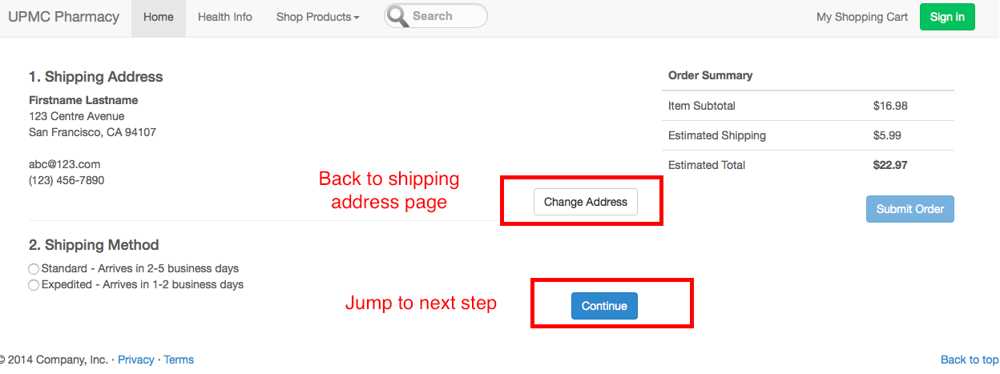 UPMC Pharmacy Home Health Info Shop Products Search My Shopping Cart Sign in
1. Shipping Address
Firstname Lastname
123 Centre Avenue
San Francisco, CA 94107
abc@123.com
(123) 456-7890
Back to shipping
address page
Change Address
Order Summary
Item Subtotal $16.98
Estimated Shipping $5.99
Estimated Total $22.97
Submit Order
2. Shipping Method
Standard - Arrives in 2-5 business days
Expedited - Arrives in 1-2 business days
Jump to next step
Continue
© 2014 Company, Inc. · Privacy · Terms
Back to top